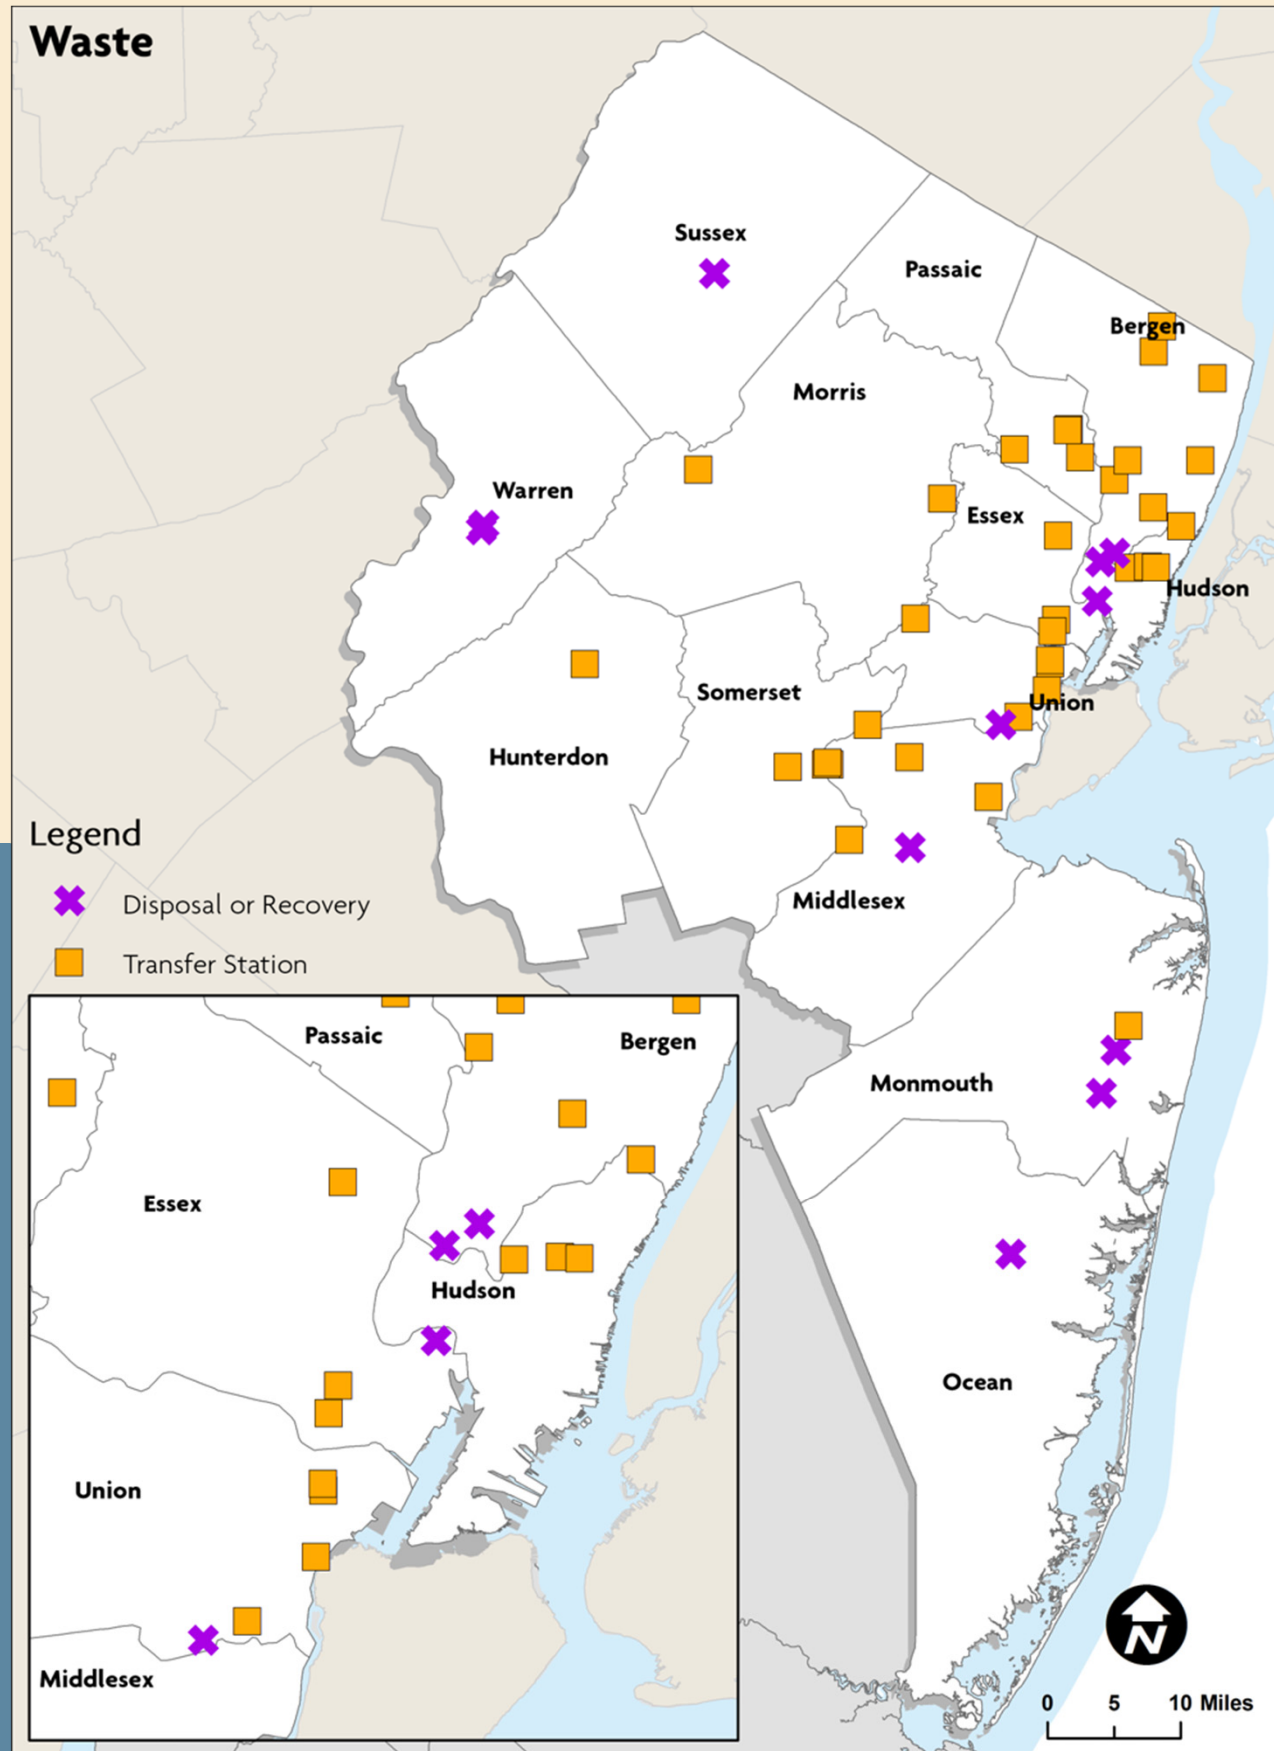 Waste
Sussex
Passaic
Bergen
Morris
Warren
Essex
Hudson
Somerset
Union
Hunterdon
Legend
Disposal or Recovery
Middlesex
Transfer Station
Passaic
Bergen
Monmouth
Essex
Hudson
Ocean
Union
Middlesex
N
0 5 10 Miles